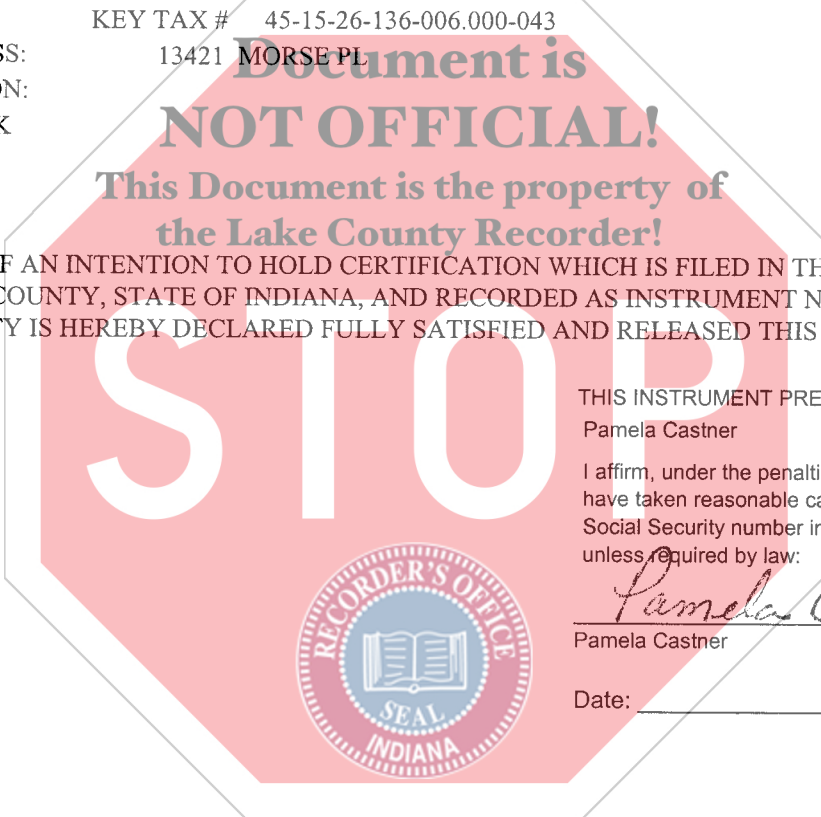 KEY TAX # 45-15-26-136-006.000-043
SS: 13421 MORSE PL
ON:
K
Document is
NOT OFFICIAL!
This Document is the property of
the Lake County Recorder!
F AN INTENTION TO HOLD CERTIFICATION WHICH IS FILED IN TH
COUNTY, STATE OF INDIANA, AND RECORDED AS INSTRUMENT N
TY IS HEREBY DECLARED FULLY SATISFIED AND RELEASED THIS
STOP
THIS INSTRUMENT PRE
Pamela Castner
I affirm, under the penalti
have taken reasonable ca
Social Security number in
unless required by law:
Pamela C
Pamela Castner
Date:
RECORDER'S OFFICE
SEAL
INDIANA